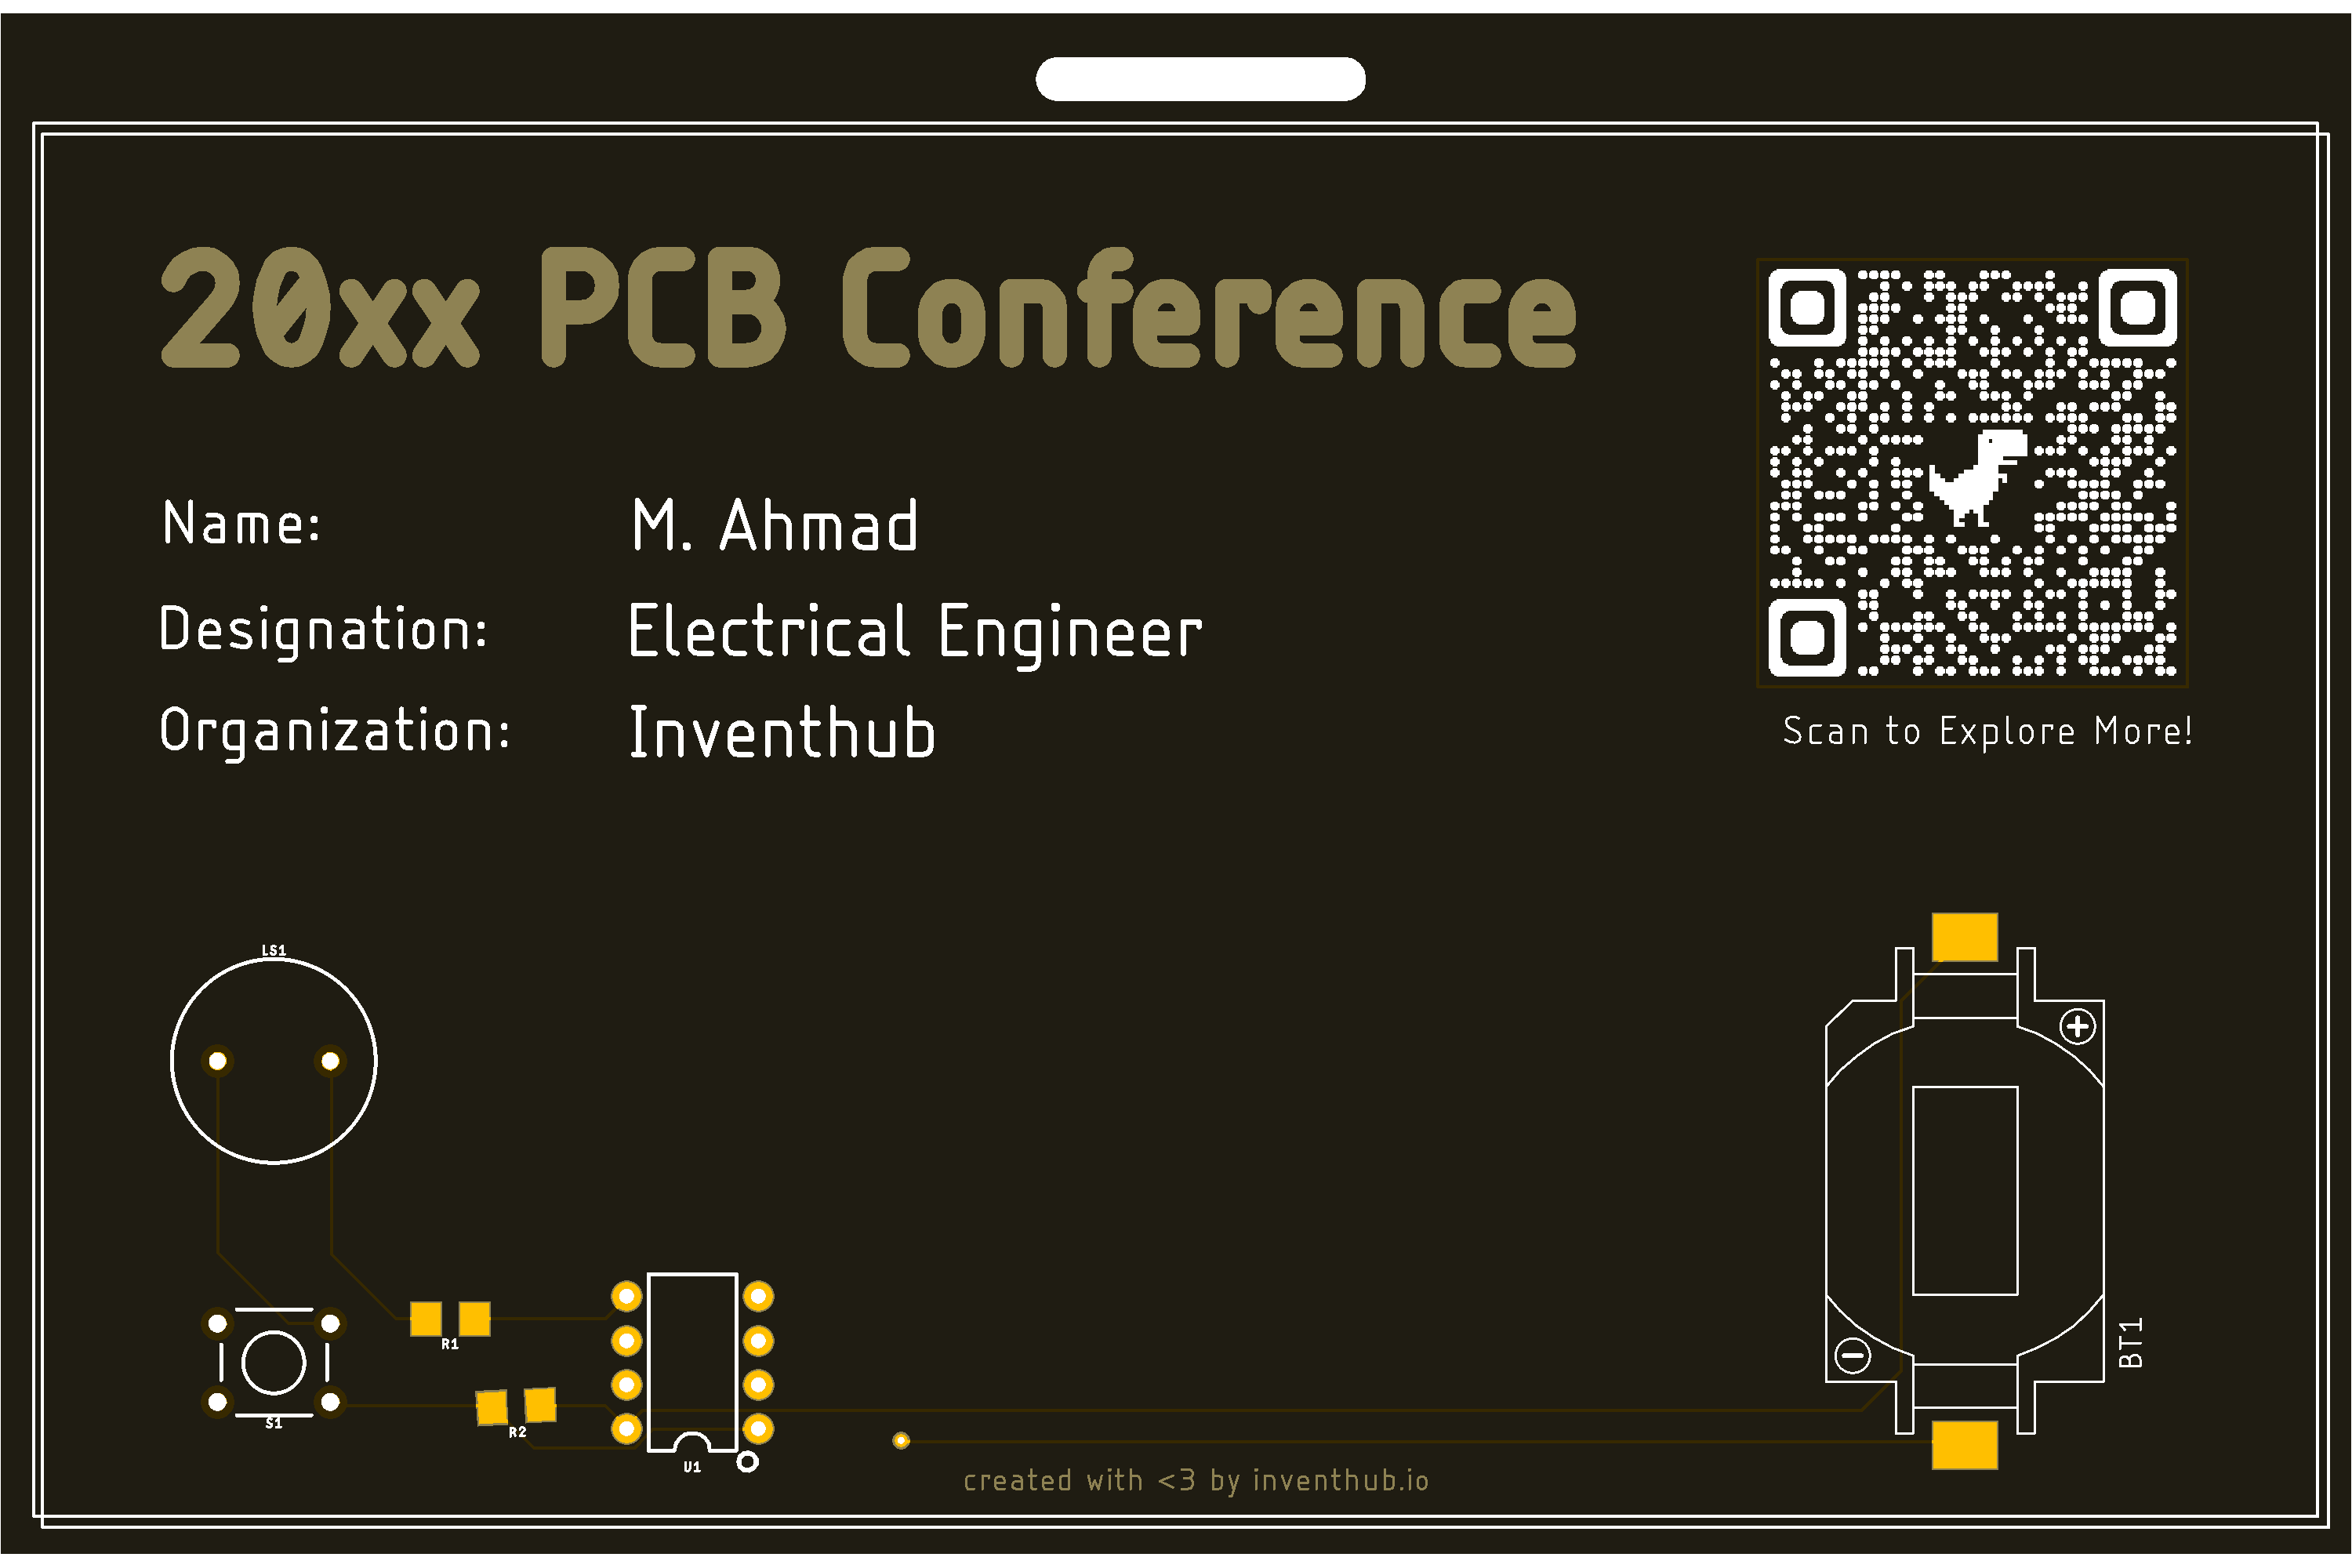 20xx PCB Conference
Name: M. Ahmad
Designation: Electrical Engineer
Organization: Inventhub
Scan to Explore More!
LS1
R1
S1
R2
U1
BT1
created with <3 by inventhub.io